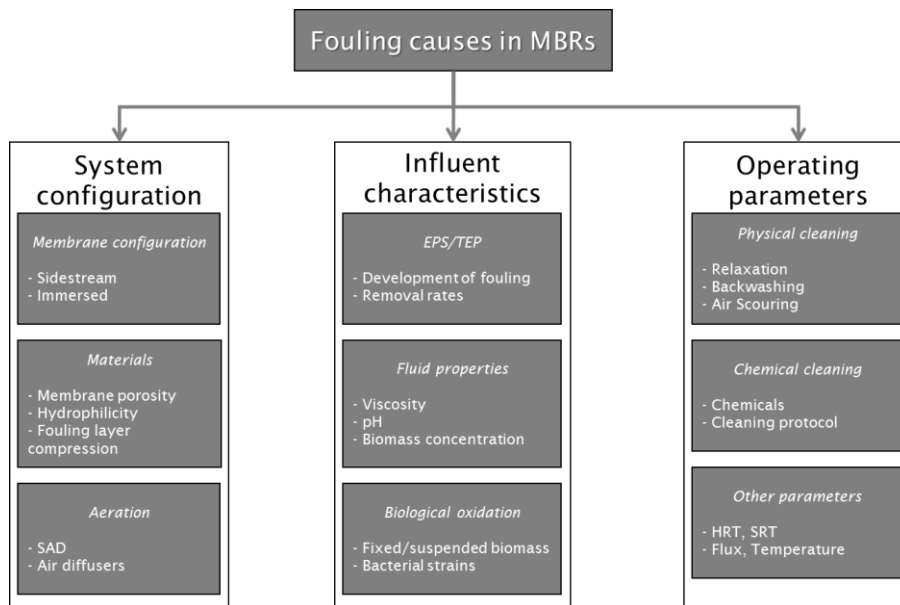 Fouling causes in MBRs
System
configuration
Membrane configuration
- Sidestream
- Immersed
Materials
- Membrane porosity
- Hydrophilicity
- Fouling layer
compression
Aeration
- SAD
- Air diffusers
Influent
characteristics
EPS/TEP
- Development of fouling
- Removal rates
Fluid properties
- Viscosity
- pH
- Biomass concentration
Biological oxidation
- Fixed/suspended biomass
- Bacterial strains
Operating
parameters
Physical cleaning
- Relaxation
- Backwashing
- Air Scouring
Chemical cleaning
- Chemicals
- Cleaning protocol
Other parameters
- HRT, SRT
- Flux, Temperature